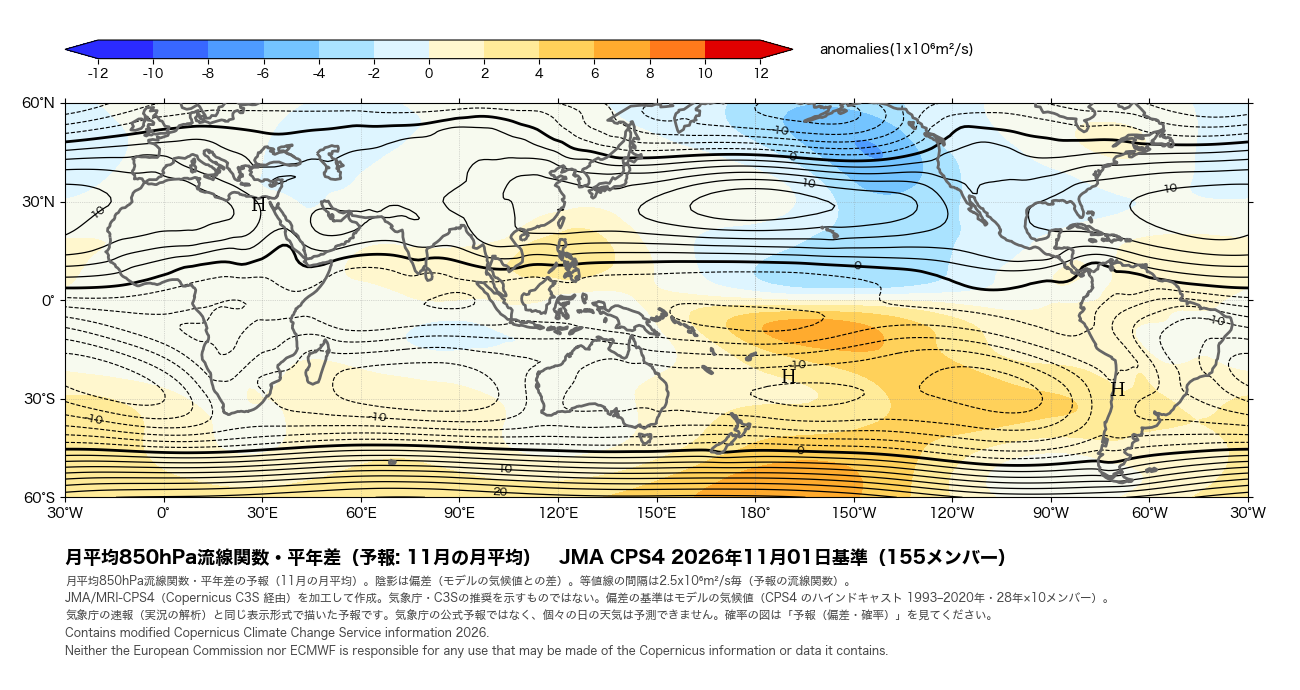 anomalies(1x10⁶m²/s)
-12 -10 -8 -6 -4 -2 0 2 4 6 8 10 12
60°N
30°N
0°
30°S
60°S
10
10
0
10
0
10
10
H
10
H
H
10
10
0
10
20
30°W 0° 30°E 60°E 90°E 120°E 150°E 180° 150°W 120°W 90°W 60°W 30°W
月平均850hPa流線関数・平年差（予報: 11月の月平均） JMA CPS4 2026年11月01日基準（155メンバー）
月平均850hPa流線関数・平年差の予報（11月の月平均）。陰影は偏差（モデルの気候値との差）。等値線の間隔は2.5x10⁶m²/s毎（予報の流線関数）。
JMA/MRI-CPS4（Copernicus C3S 経由）を加工して作成。気象庁・C3Sの推奨を示すものではない。偏差の基準はモデルの気候値（CPS4 のハインドキャスト 1993–2020年・28年×10メンバー）。
気象庁の速報（実況の解析）と同じ表示形式で描いた予報です。気象庁の公式予報ではなく、個々の日の天気は予測できません。確率の図は「予報（偏差・確率）」を見てください。
Contains modified Copernicus Climate Change Service information 2026.
Neither the European Commission nor ECMWF is responsible for any use that may be made of the Copernicus information or data it contains.